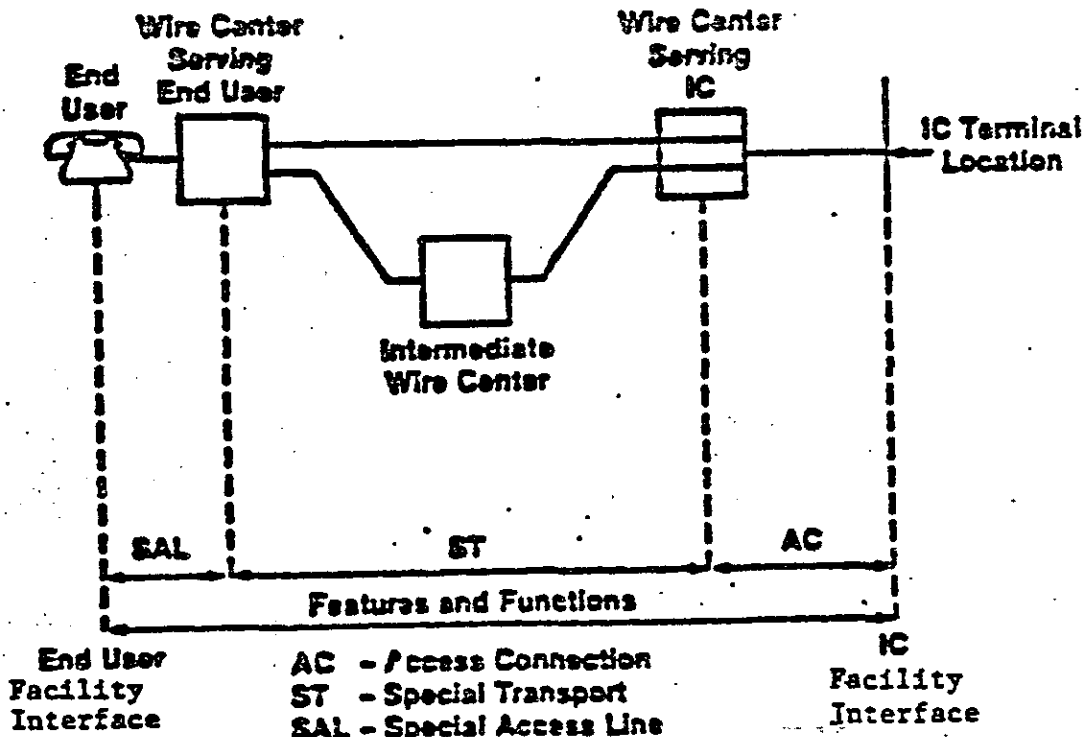 Wire Center
Serving
End User
Wire Center
Serving
IC
End
User
IC Terminal
Location
Intermediate
Wire Center
SAL
ST
AC
Features and Functions
End User
Facility
Interface
AC - Access Connection
ST - Special Transport
SAL - Special Access Line
IC
Facility
Interface